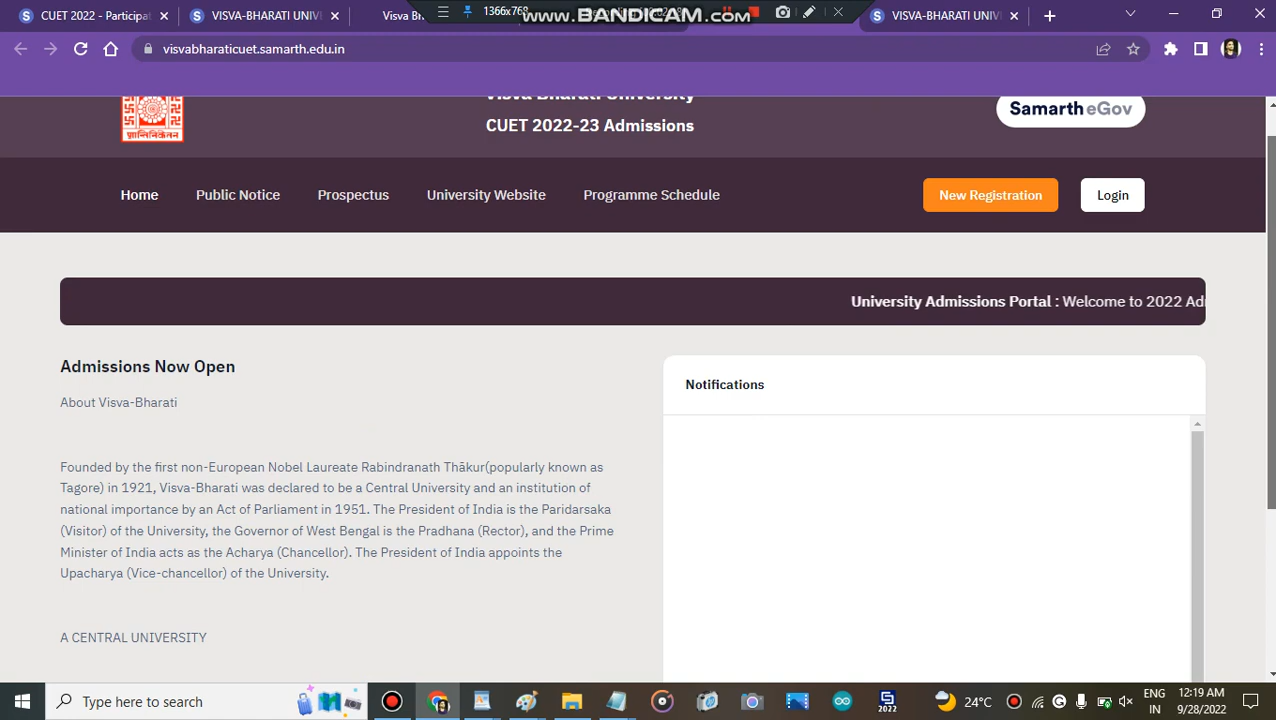 CUET 2022 - Participat
VISVA-BHARATI UNIV
Visva Bh
1366x768
www.BANDICAM.com
VISVA-BHARATI UNIV
visvabharaticuet.samarth.edu.in
Visva Bharati University
CUET 2022-23 Admissions
शान्तिनिकेतन
Samarth eGov
Home
Public Notice
Prospectus
University Website
Programme Schedule
New Registration
Login
University Admissions Portal : Welcome to 2022 Ad
Admissions Now Open
About Visva-Bharati
Founded by the first non-European Nobel Laureate Rabindranath Thākur(popularly known as
Tagore) in 1921, Visva-Bharati was declared to be a Central University and an institution of
national importance by an Act of Parliament in 1951. The President of India is the Paridarsaka
(Visitor) of the University, the Governor of West Bengal is the Pradhana (Rector), and the Prime
Minister of India acts as the Acharya (Chancellor). The President of India appoints the
Upacharya (Vice-chancellor) of the University.
A CENTRAL UNIVERSITY
Notifications
Type here to search
2022
24°C
ENG
IN
12:19 AM
9/28/2022